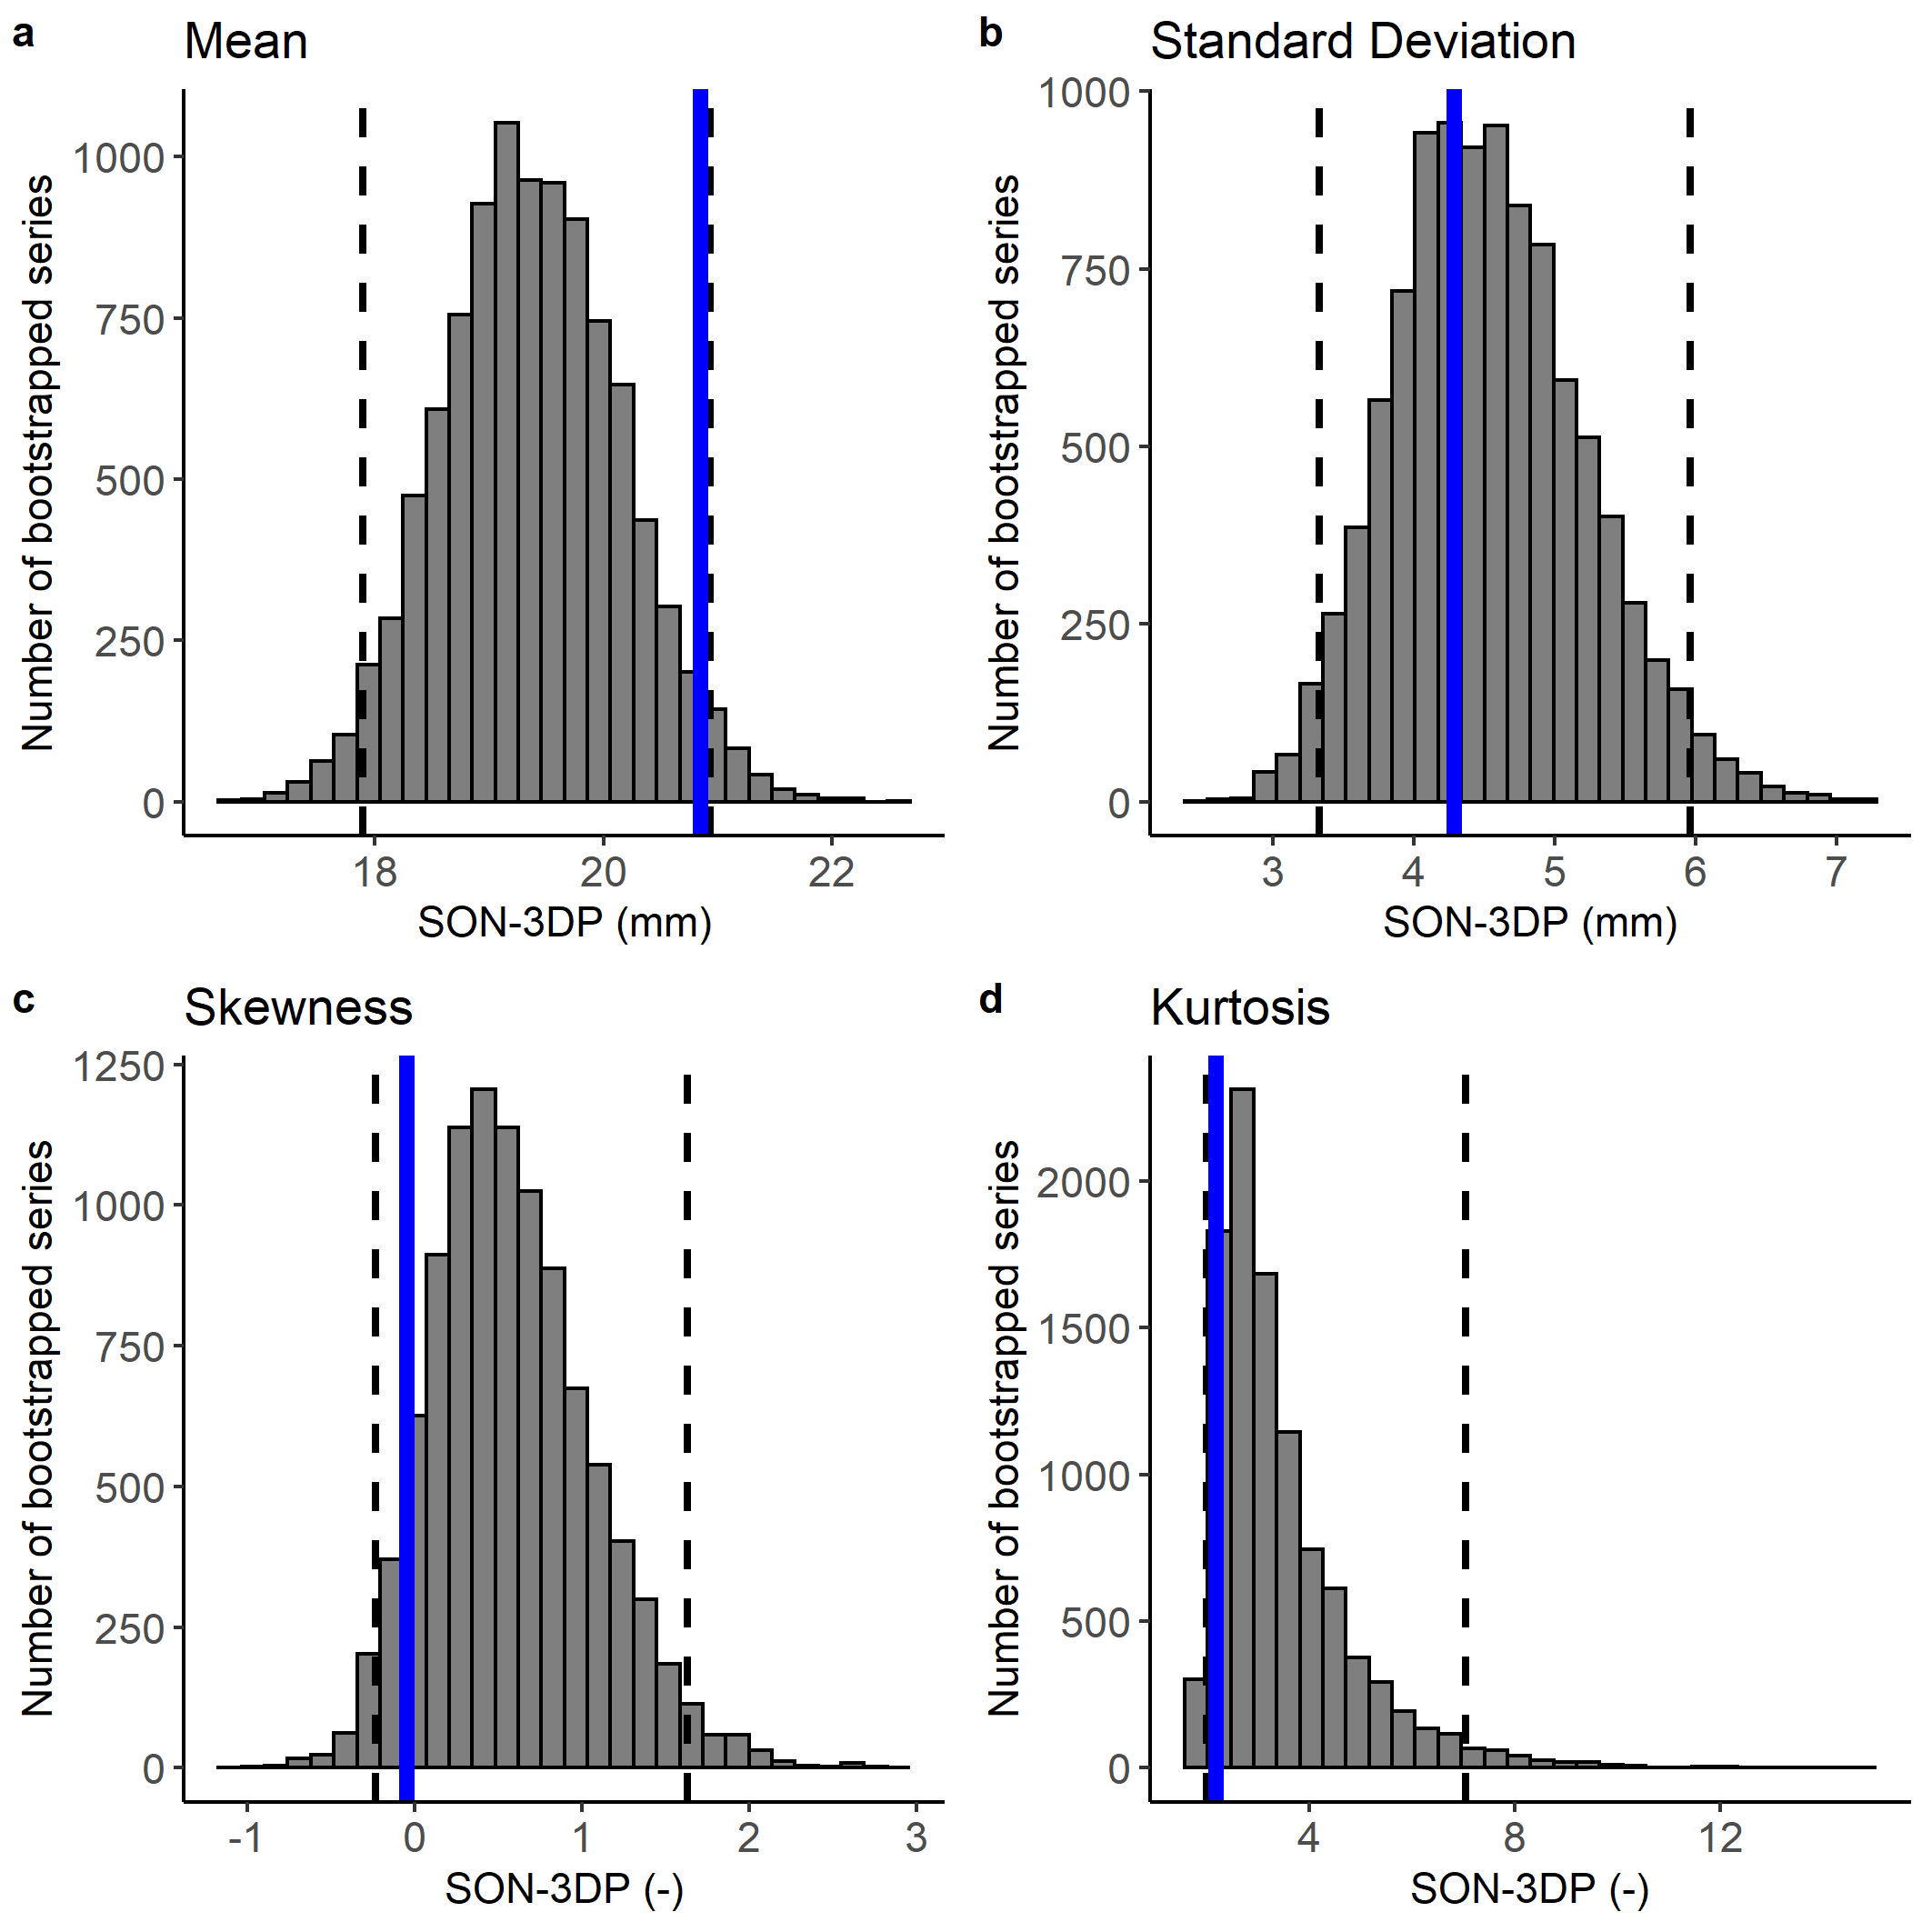 a Mean
Number of bootstrapped series
1000
750
500
250
0
18 20 22
SON-3DP (mm)
b Standard Deviation
Number of bootstrapped series
1000
750
500
250
0
3 4 5 6 7
SON-3DP (mm)
c Skewness
Number of bootstrapped series
1250
1000
750
500
250
0
-1 0 1 2 3
SON-3DP (-)
d Kurtosis
Number of bootstrapped series
2000
1500
1000
500
0
4 8 12
SON-3DP (-)